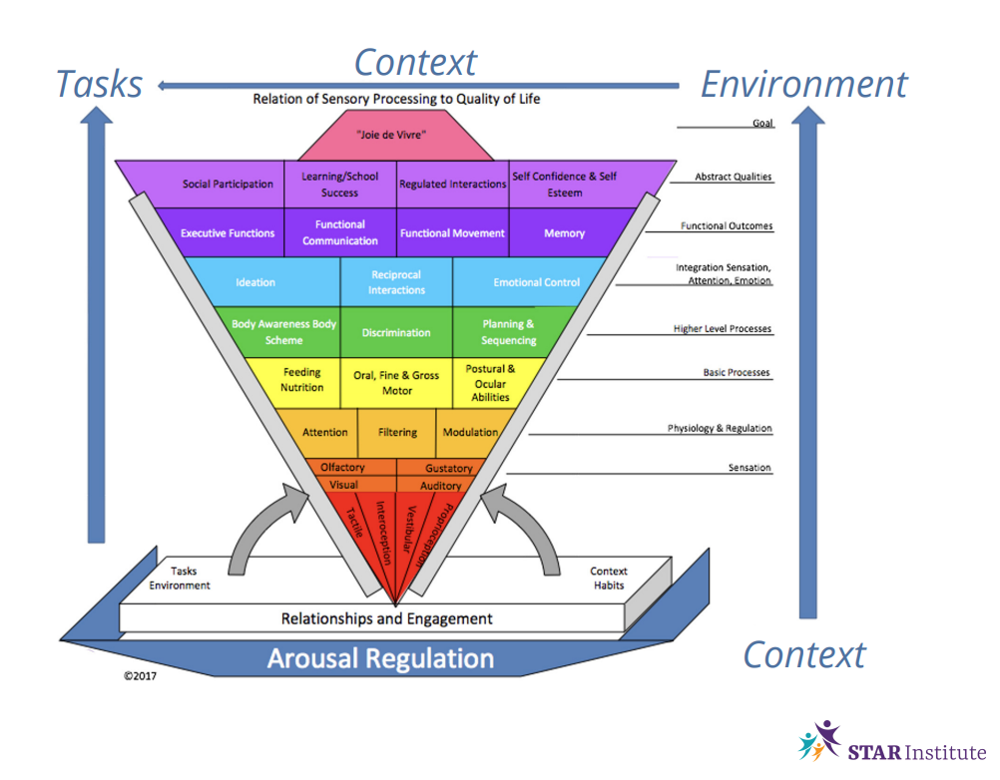 Context
Tasks
Environment
Relation of Sensory Processing to Quality of Life
Goal
"Joie de Vivre"
Social Participation
Learning/School
Success
Regulated Interactions
Self Confidence & Self
Esteem
Abstract Qualities
Executive Functions
Functional
Communication
Functional Movement
Memory
Functional Outcomes
Ideation
Reciprocal
Interactions
Emotional Control
Integration Sensation,
Attention, Emotion
Body Awareness Body
Scheme
Discrimination
Planning &
Sequencing
Higher Level Processes
Feeding
Nutrition
Oral, Fine & Gross
Motor
Postural &
Ocular
Abilities
Basic Processes
Attention
Filtering
Modulation
Physiology & Regulation
Olfactory
Gustatory
Visual
Auditory
Sensation
Tactile
Interoception
Vestibular
Proprioception
Tasks
Environment
Context
Habits
Relationships and Engagement
Arousal Regulation
©2017
Context
STAR Institute